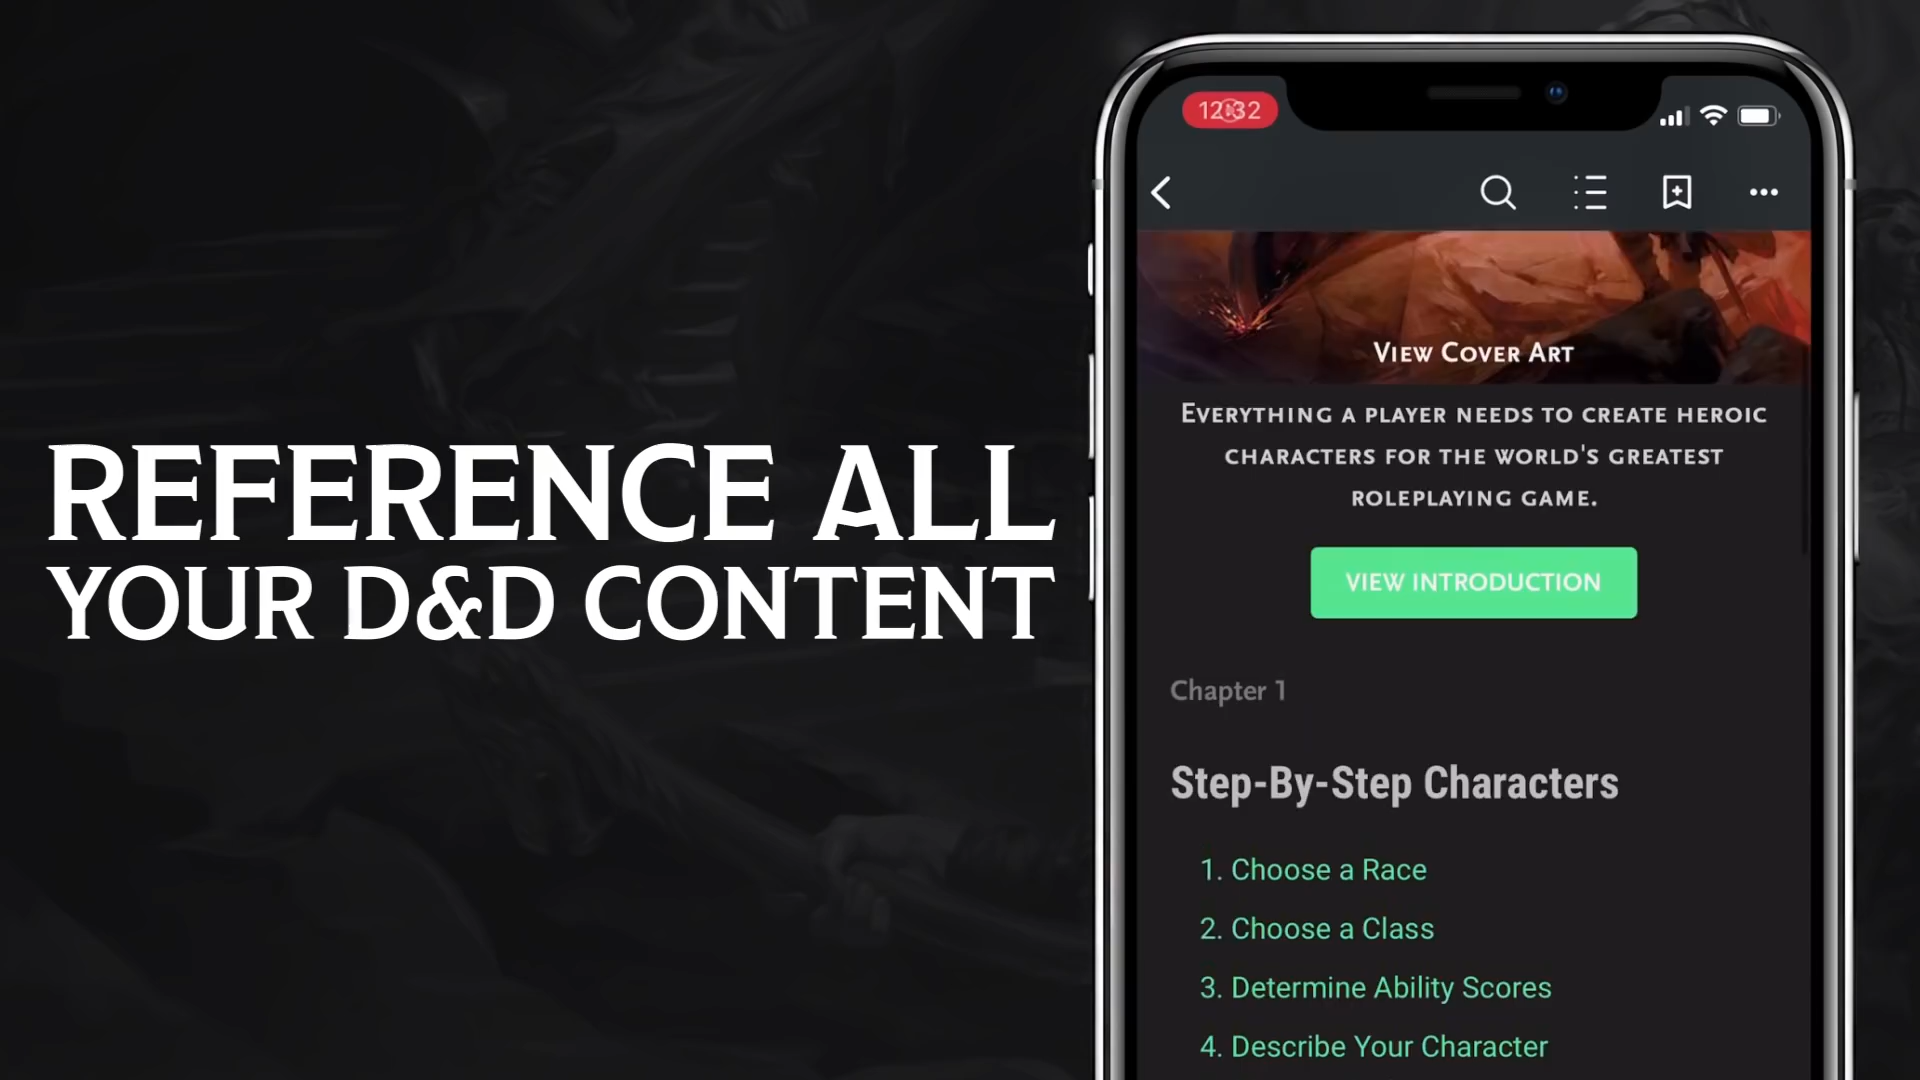 REFERENCE ALL
YOUR D&D CONTENT
12:32
VIEW COVER ART
EVERYTHING A PLAYER NEEDS TO CREATE HEROIC
CHARACTERS FOR THE WORLD'S GREATEST
ROLEPLAYING GAME.
VIEW INTRODUCTION
Chapter 1
Step-By-Step Characters
1. Choose a Race
2. Choose a Class
3. Determine Ability Scores
4. Describe Your Character